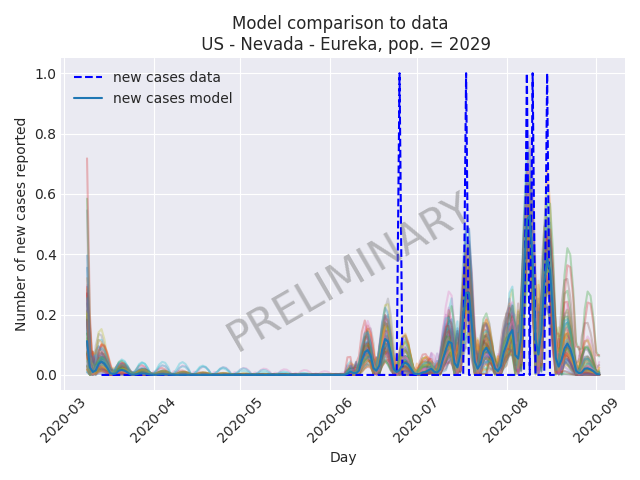 Model comparison to data
US - Nevada - Eureka, pop. = 2029
new cases data
new cases model
Number of new cases reported
1.0
0.8
0.6
0.4
0.2
0.0
PRELIMINARY
2020-03
2020-04
2020-05
2020-06
2020-07
2020-08
2020-09
Day